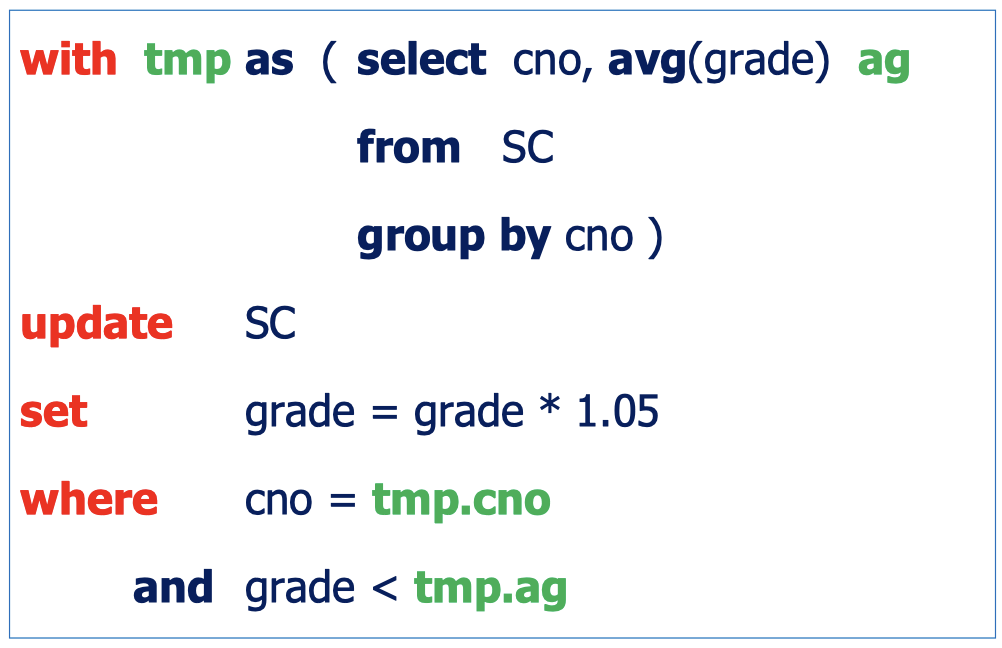 with tmp as ( select cno, avg(grade) ag
from SC
group by cno )
update SC
set grade = grade * 1.05
where cno = tmp.cno
and grade < tmp.ag